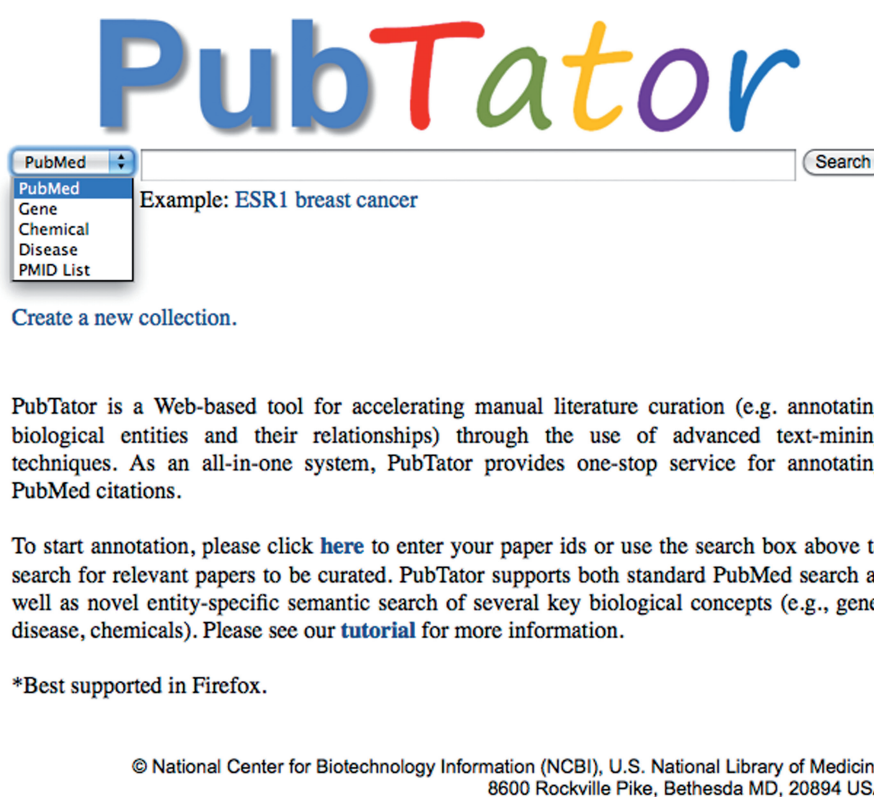 PubTator
PubMed Search
PubMed
Example: ESR1 breast cancer
Gene
Chemical
Disease
PMID List
Create a new collection.
PubTator is a Web-based tool for accelerating manual literature curation (e.g. annotatin
biological entities and their relationships) through the use of advanced text-minin
techniques. As an all-in-one system, PubTator provides one-stop service for annotatin
PubMed citations.
To start annotation, please click here to enter your paper ids or use the search box above t
search for relevant papers to be curated. PubTator supports both standard PubMed search a
well as novel entity-specific semantic search of several key biological concepts (e.g., gene
disease, chemicals). Please see our tutorial for more information.
*Best supported in Firefox.
© National Center for Biotechnology Information (NCBI), U.S. National Library of Medicin
8600 Rockville Pike, Bethesda MD, 20894 US